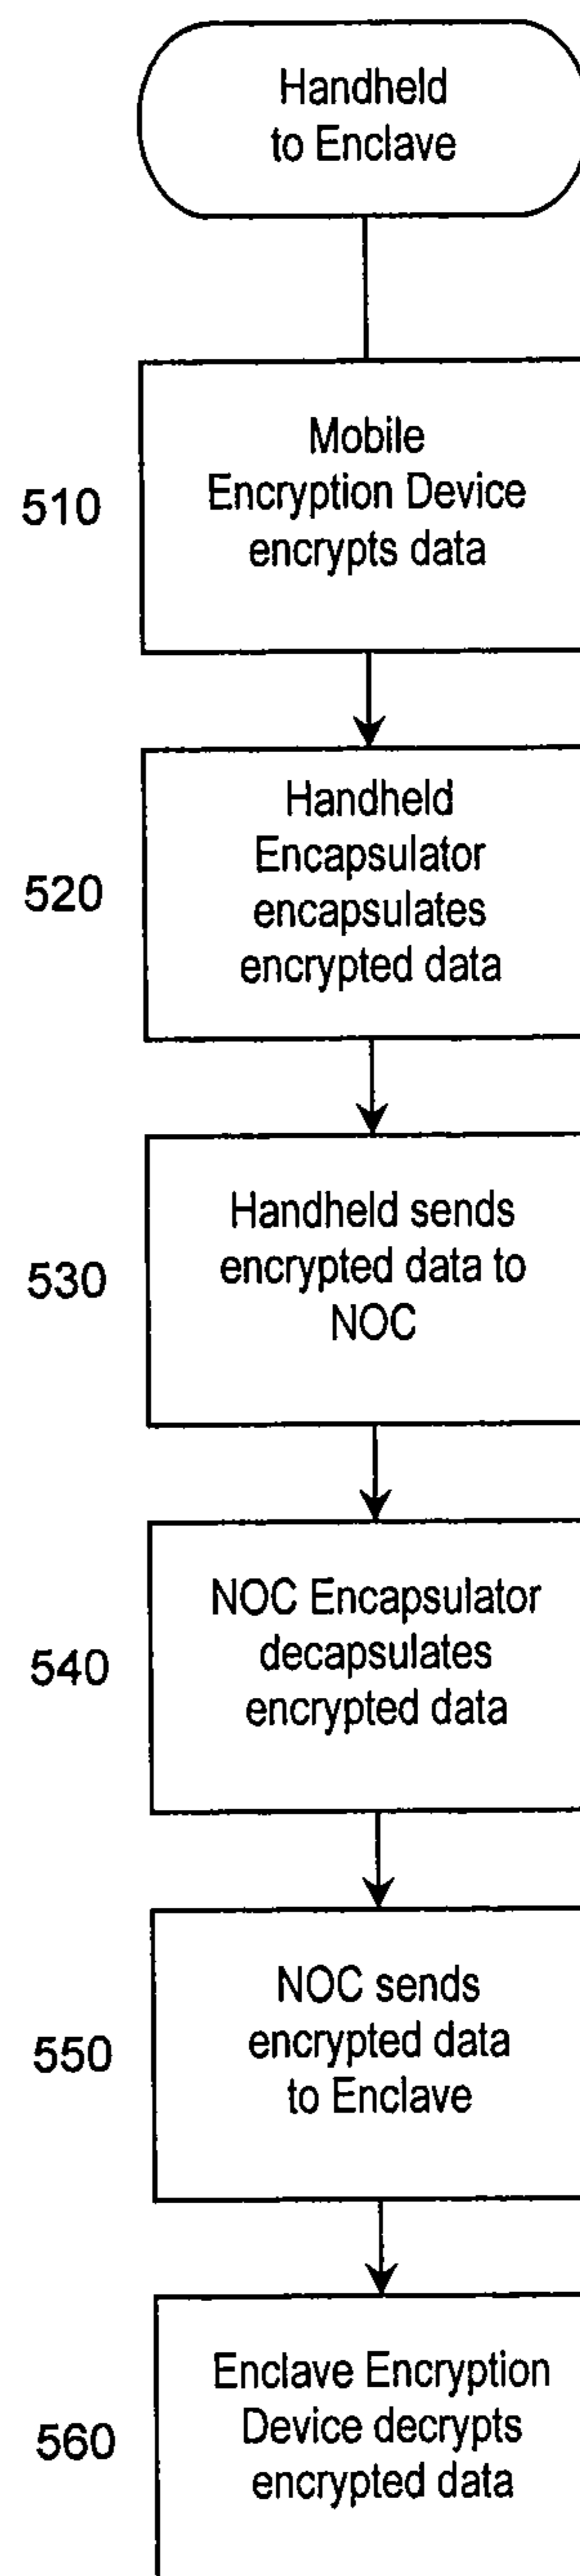 Handheld
to Enclave
Mobile
510
Encryption Device
encrypts data
Handheld
Encapsulator
520
encapsulates
encrypted data
Handheld sends
530
encrypted data to
NOC
NOC Encapsulator
540
decapsulates
encrypted data
NOC sends
550
encrypted data
to Enclave
Enclave Encryption
560
Device decrypts
encrypted data